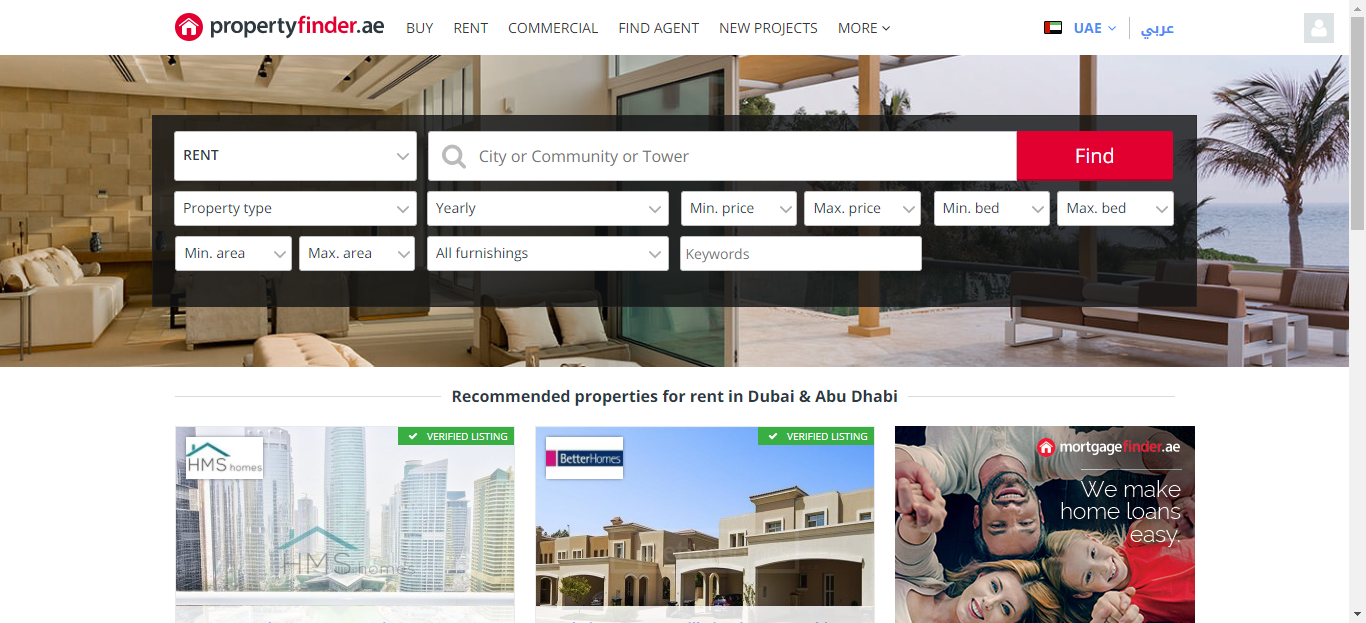 propertyfinder.ae BUY RENT COMMERCIAL FIND AGENT NEW PROJECTS MORE UAE عربي
RENT City or Community or Tower Find
Property type Yearly Min. price Max. price Min. bed Max. bed
Min. area Max. area All furnishings Keywords
Recommended properties for rent in Dubai & Abu Dhabi
VERIFIED LISTING
HMS homes
HMS homes
VERIFIED LISTING
BetterHomes
mortgagefinder.ae
We make
home loans
easy.